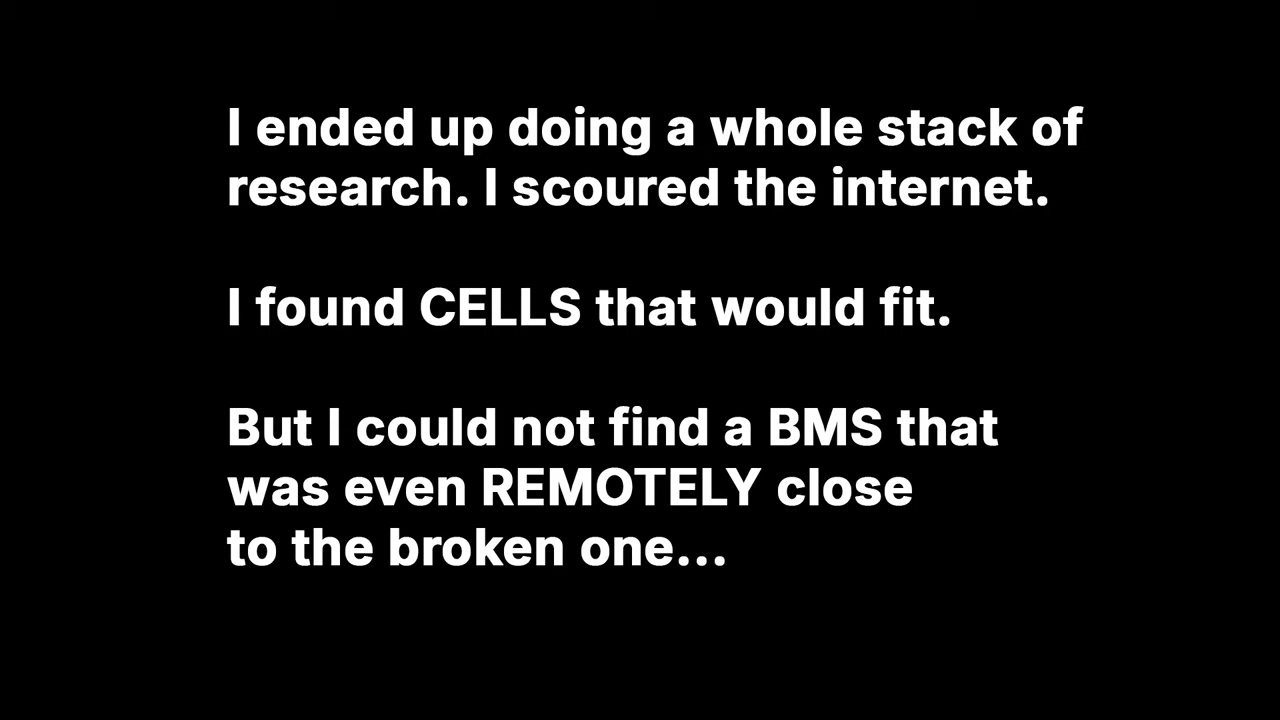 I ended up doing a whole stack of
research. I scoured the internet.
I found CELLS that would fit.
But I could not find a BMS that
was even REMOTELY close
to the broken one...